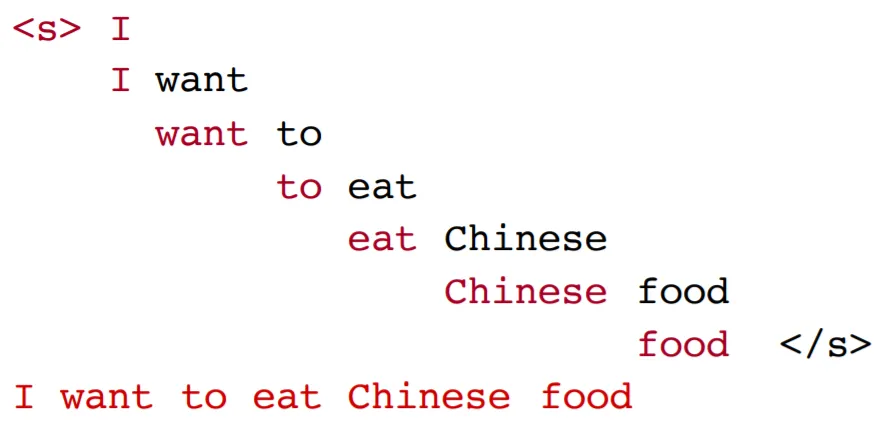 <s> I
I want
want to
to eat
eat Chinese
Chinese food
food </s>
I want to eat Chinese food